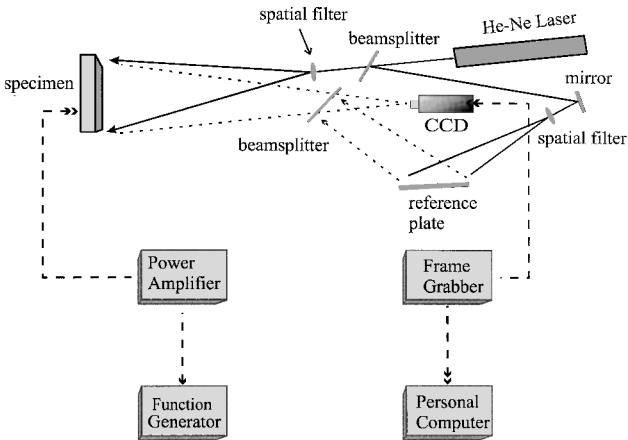 He-Ne Laser
spatial
filter
beamsplitter
specimen
mirror
CCD
beamsplitter
spatial
filter
reference
plate
Power
Amplifier
Frame
Grabber
Function
Generator
Personal
Computer